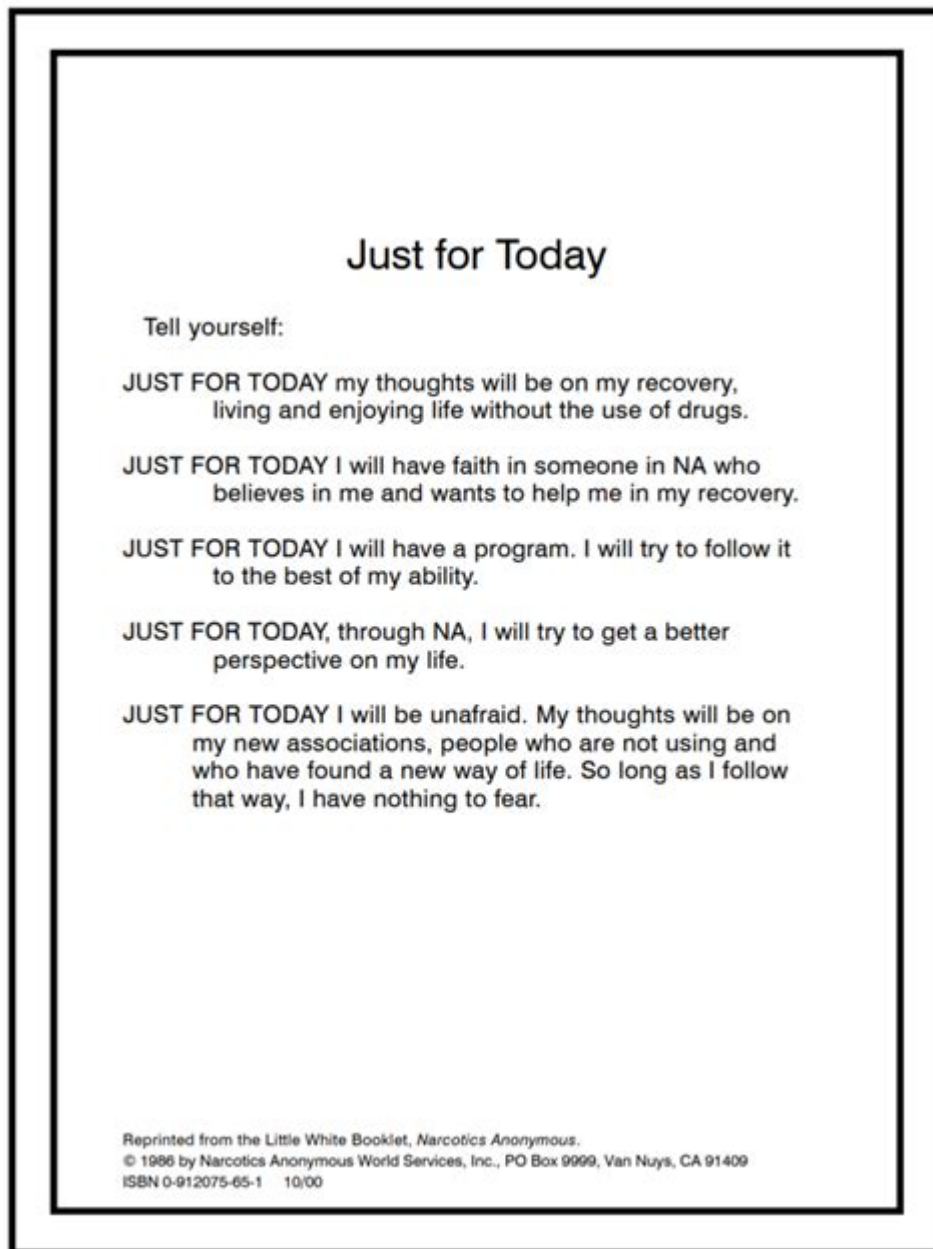 Just for Today
Tell yourself:
JUST FOR TODAY my thoughts will be on my recovery,
living and enjoying life without the use of drugs.
JUST FOR TODAY I will have faith in someone in NA who
believes in me and wants to help me in my recovery.
JUST FOR TODAY I will have a program. I will try to follow it
to the best of my ability.
JUST FOR TODAY, through NA, I will try to get a better
perspective on my life.
JUST FOR TODAY I will be unafraid. My thoughts will be on
my new associations, people who are not using and
who have found a new way of life. So long as I follow
that way, I have nothing to fear.
Reprinted from the Little White Booklet, Narcotics Anonymous.
© 1986 by Narcotics Anonymous World Services, Inc., PO Box 9999, Van Nuys, CA 91409
ISBN 0-912075-65-1 10/00